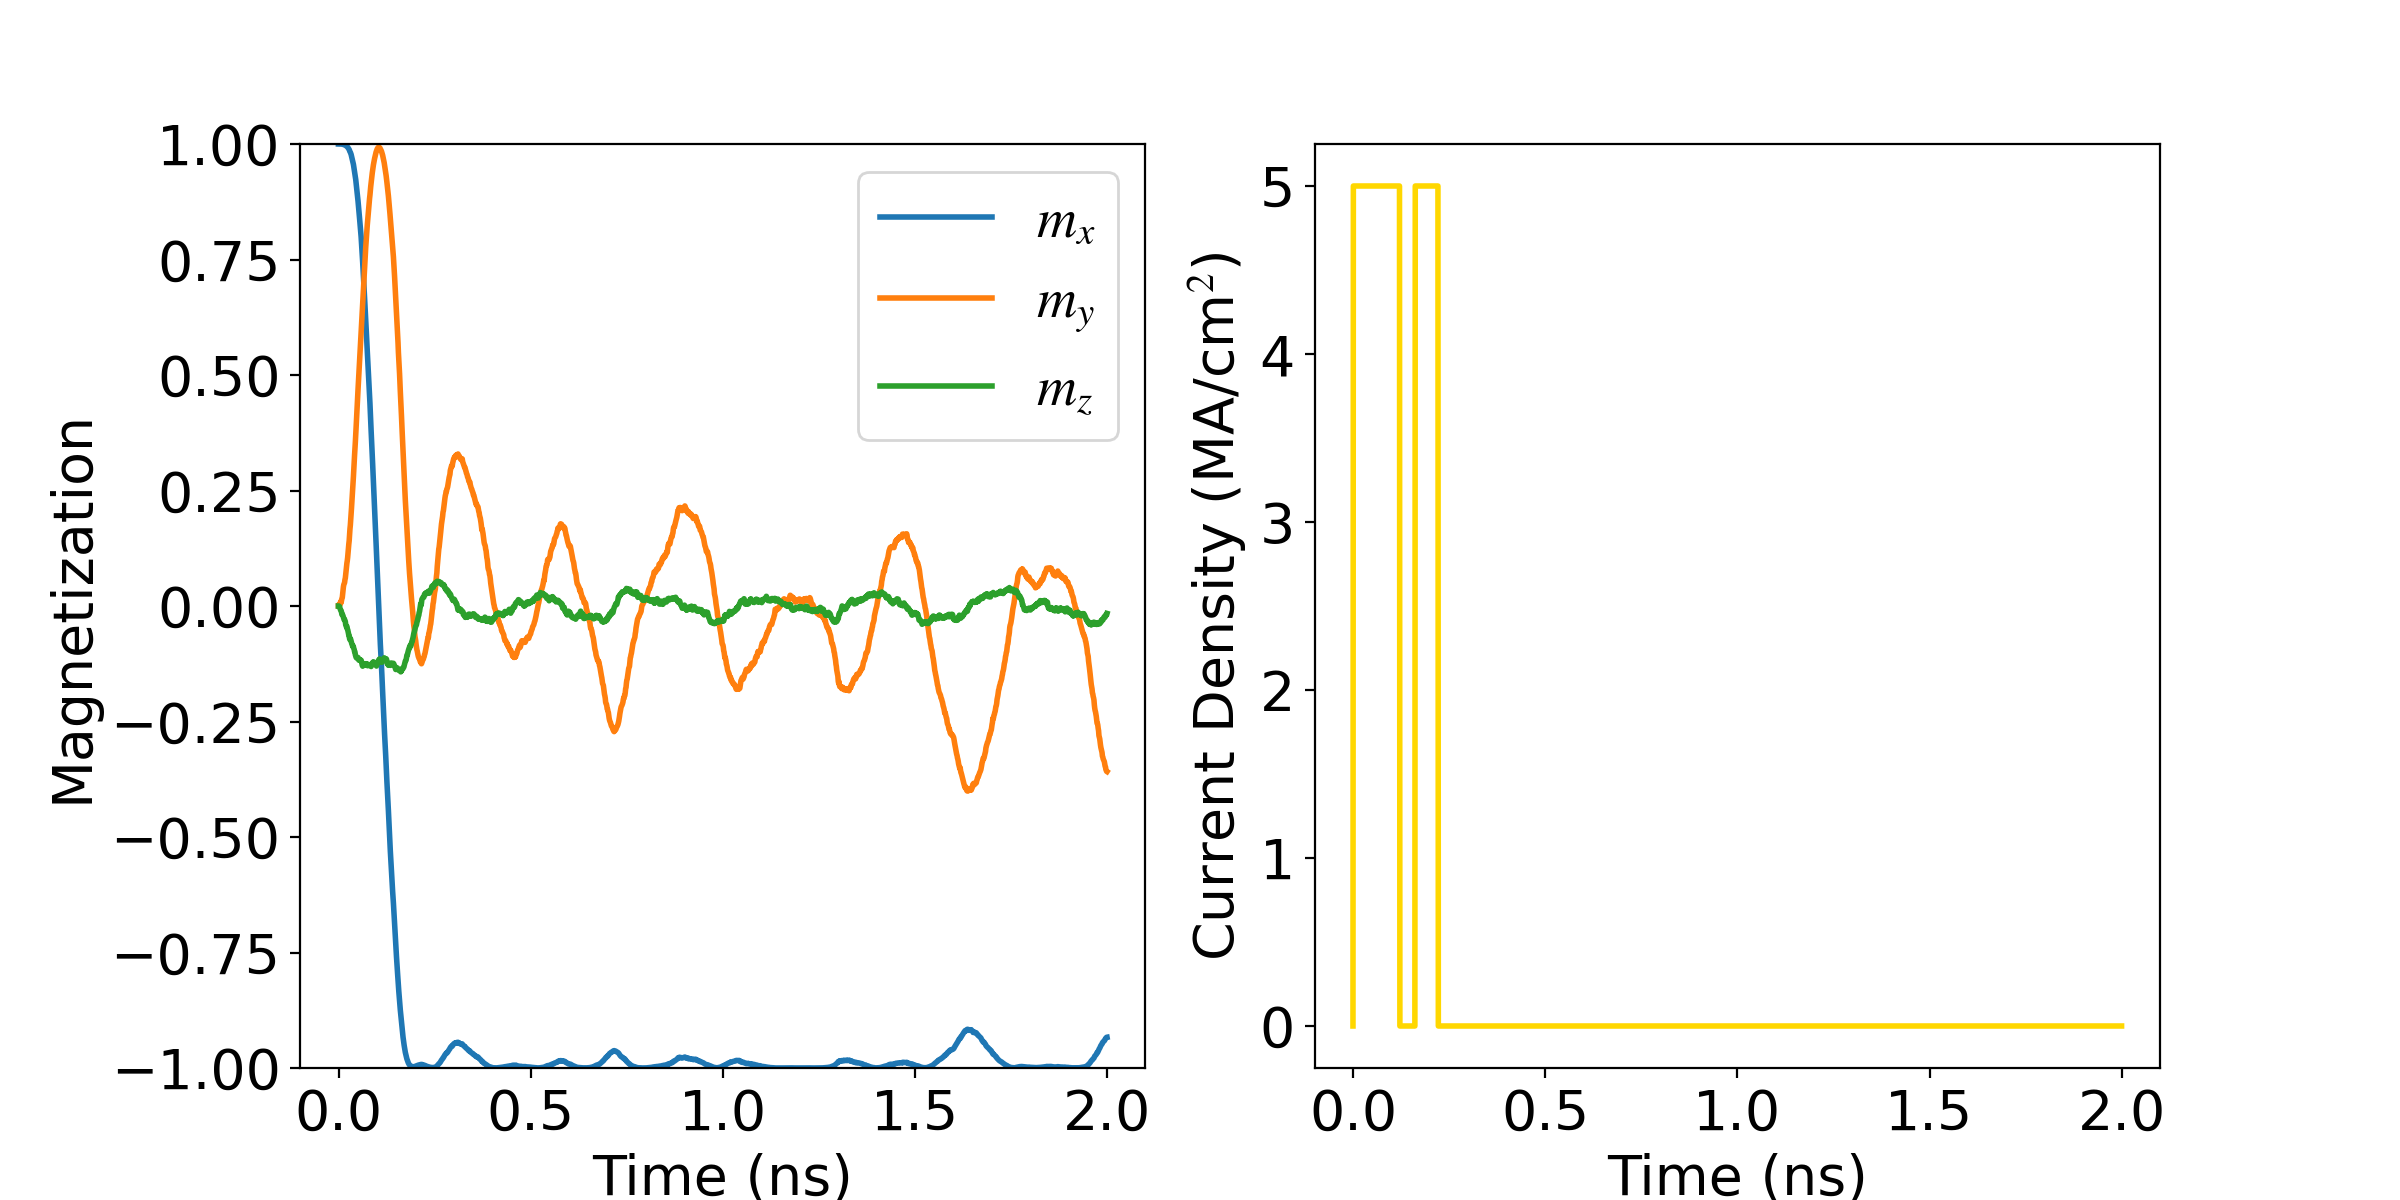 Magnetization
1.00
0.75
0.50
0.25
0.00
−0.25
−0.50
−0.75
−1.00
0.0 0.5 1.0 1.5 2.0
Time (ns)
m_x
m_y
m_z
Current Density (MA/cm²)
5
4
3
2
1
0
0.0 0.5 1.0 1.5 2.0
Time (ns)